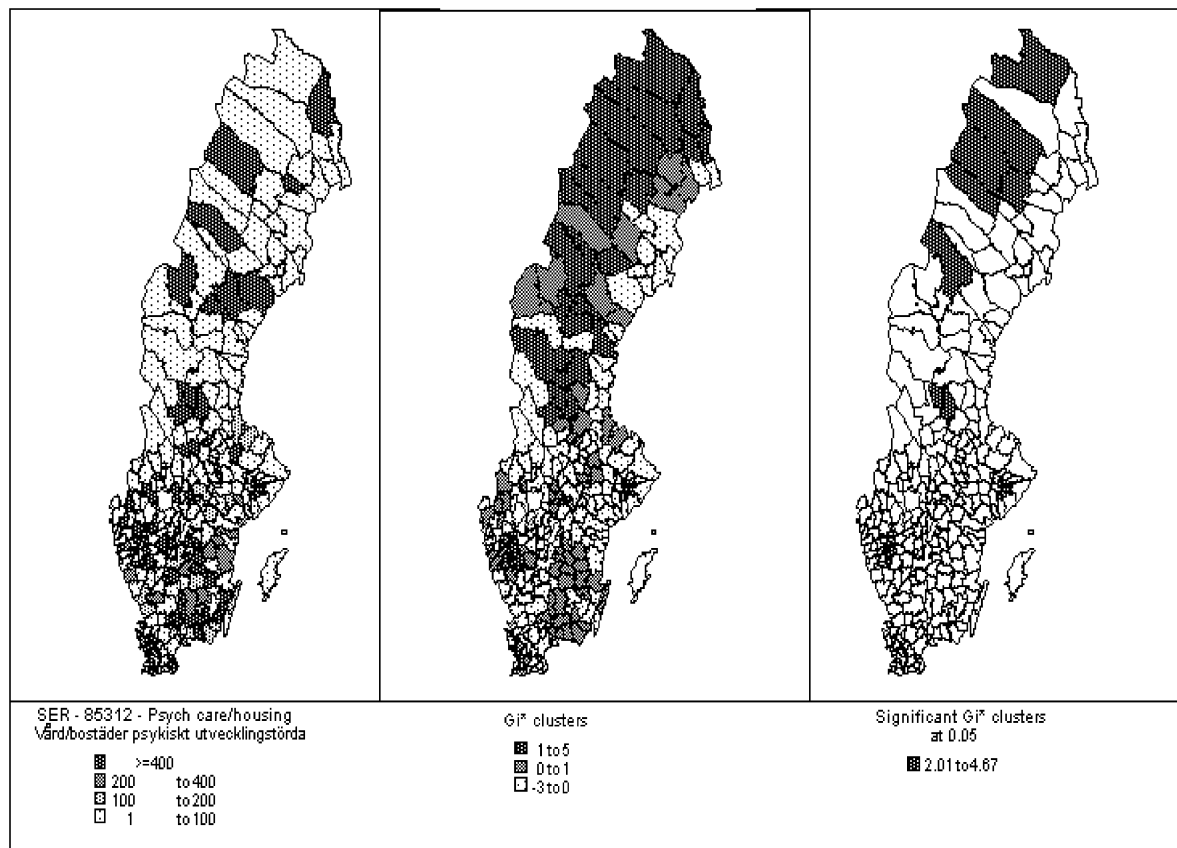 SER - 85312 - Psych care/housing
Vård/bostäder psykiskt utvecklingstörda
>=400
200 to 400
100 to 200
1 to 100
Gi* clusters
1 to 5
0 to 1
-3 to 0
Significant Gi* clusters
at 0.05
2.01 to 4.67